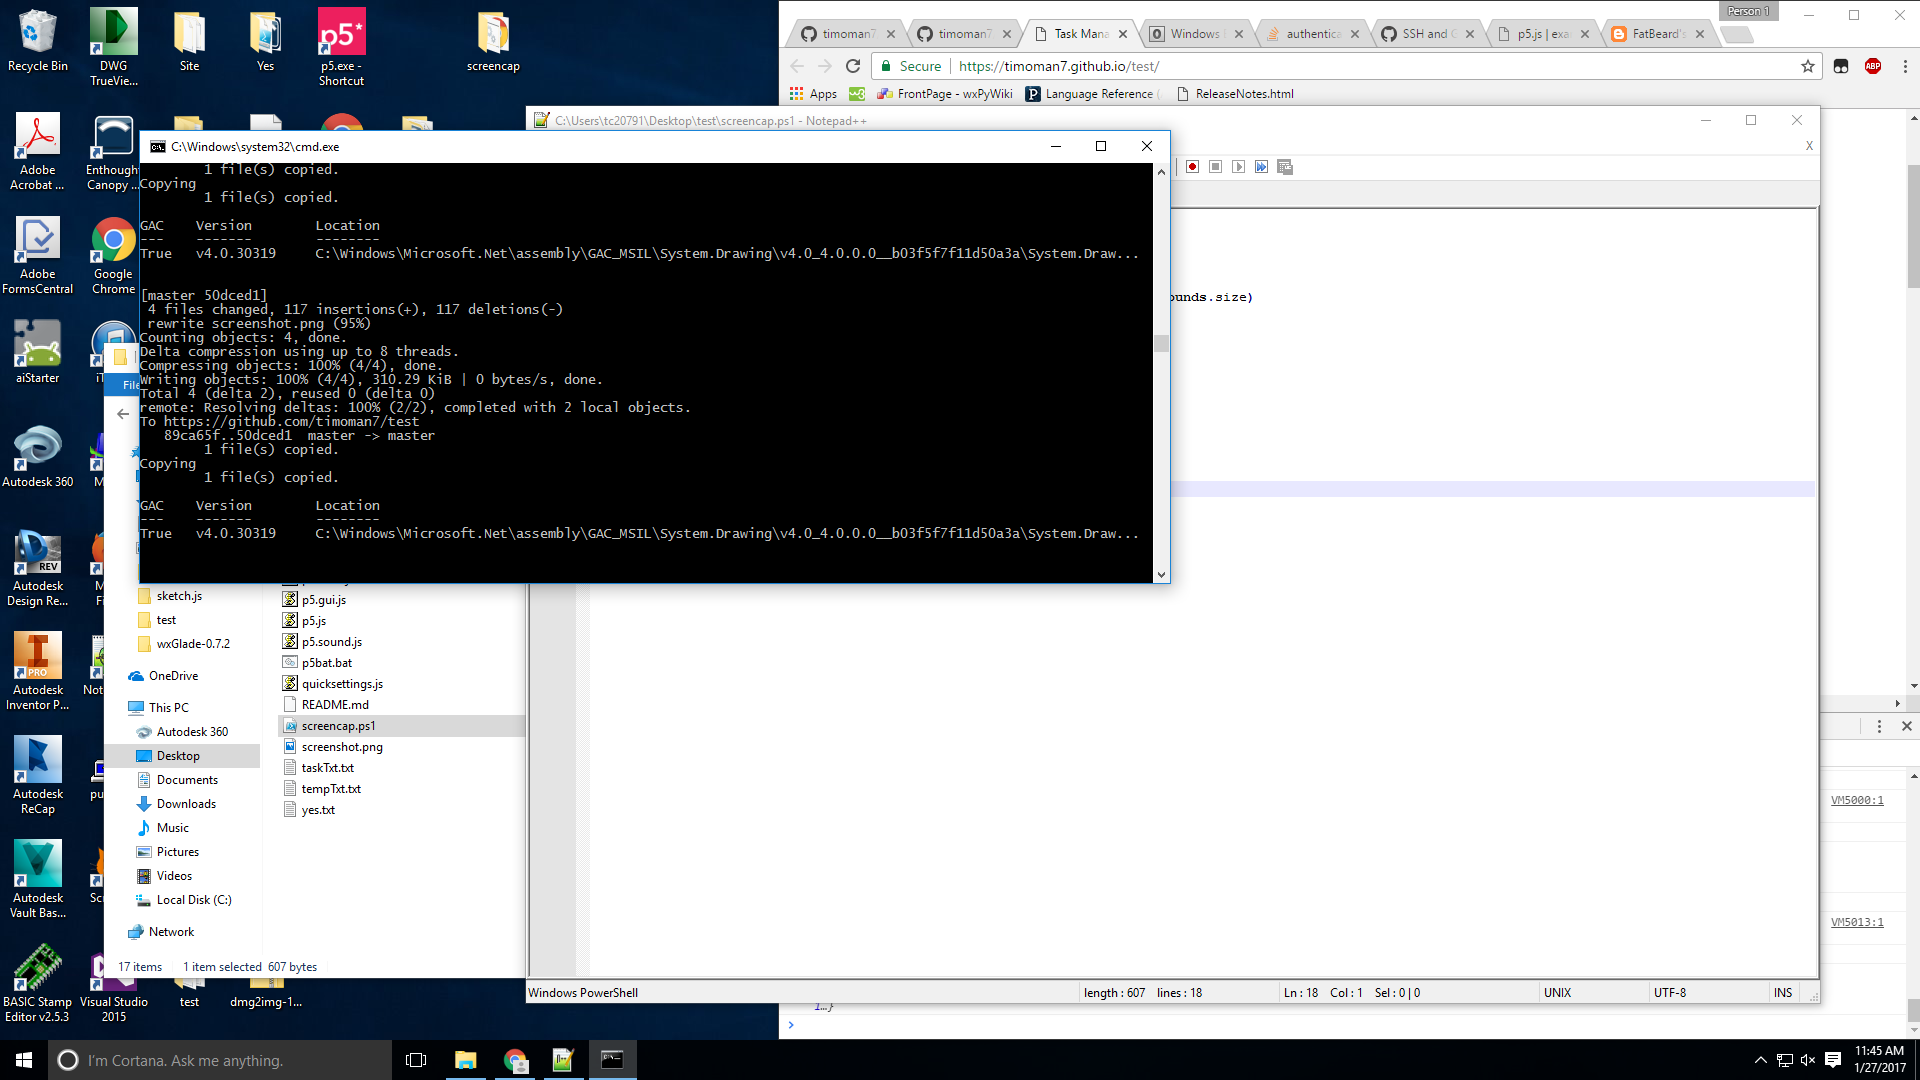 Recycle Bin
DWG TrueVie...
Site
Yes
p5*
p5.exe - Shortcut
screencap
Adobe Acrobat ...
Enthought Canopy ...
Adobe FormsCentral
Google Chrome
aiStarter
Autodesk 360
REV
Autodesk Design Re...
PRO
Autodesk Inventor P...
Not
Autodesk ReCap
pu
Autodesk Vault Bas...
Sc
BASIC Stamp Editor v2.5.3
Visual Studio 2015
test
dmg2img-1...
Person 1
timoman7
timoman7
Task Mana
Windows
authentica
SSH and G
p5.js | exa
FatBeard's
Secure
https://timoman7.github.io/test/
ABP
Apps
FrontPage - wxPyWiki
Language Reference
ReleaseNotes.html
C:\Users\tc20791\Desktop\test\screencap.ps1 - Notepad++
X
ounds.size)
C:\Windows\system32\cmd.exe
1 file(s) copied.
Copying
1 file(s) copied.
GAC    Version        Location
---    -------        --------
True   v4.0.30319     C:\Windows\Microsoft.Net\assembly\GAC_MSIL\System.Drawing\v4.0_4.0.0.0__b03f5f7f11d50a3a\System.Draw...
[master 50dced1]
4 files changed, 117 insertions(+), 117 deletions(-)
rewrite screenshot.png (95%)
Counting objects: 4, done.
Delta compression using up to 8 threads.
Compressing objects: 100% (4/4), done.
Writing objects: 100% (4/4), 310.29 KiB | 0 bytes/s, done.
Total 4 (delta 2), reused 0 (delta 0)
remote: Resolving deltas: 100% (2/2), completed with 2 local objects.
To https://github.com/timoman7/test
89ca65f..50dced1  master -> master
1 file(s) copied.
Copying
1 file(s) copied.
GAC    Version        Location
---    -------        --------
True   v4.0.30319     C:\Windows\Microsoft.Net\assembly\GAC_MSIL\System.Drawing\v4.0_4.0.0.0__b03f5f7f11d50a3a\System.Draw...
File
sketch.js
test
wxGlade-0.7.2
OneDrive
This PC
Autodesk 360
Desktop
Documents
Downloads
Music
Pictures
Videos
Local Disk (C:)
Network
p5.gui.js
p5.js
p5.sound.js
p5bat.bat
quicksettings.js
README.md
screencap.ps1
screenshot.png
taskTxt.txt
tempTxt.txt
yes.txt
17 items
1 item selected  607 bytes
VM5000:1
VM5013:1
Windows PowerShell
length : 607    lines : 18
Ln : 18    Col : 1    Sel : 0 | 0
UNIX
UTF-8
INS
1…}
I'm Cortana. Ask me anything.
11:45 AM
1/27/2017